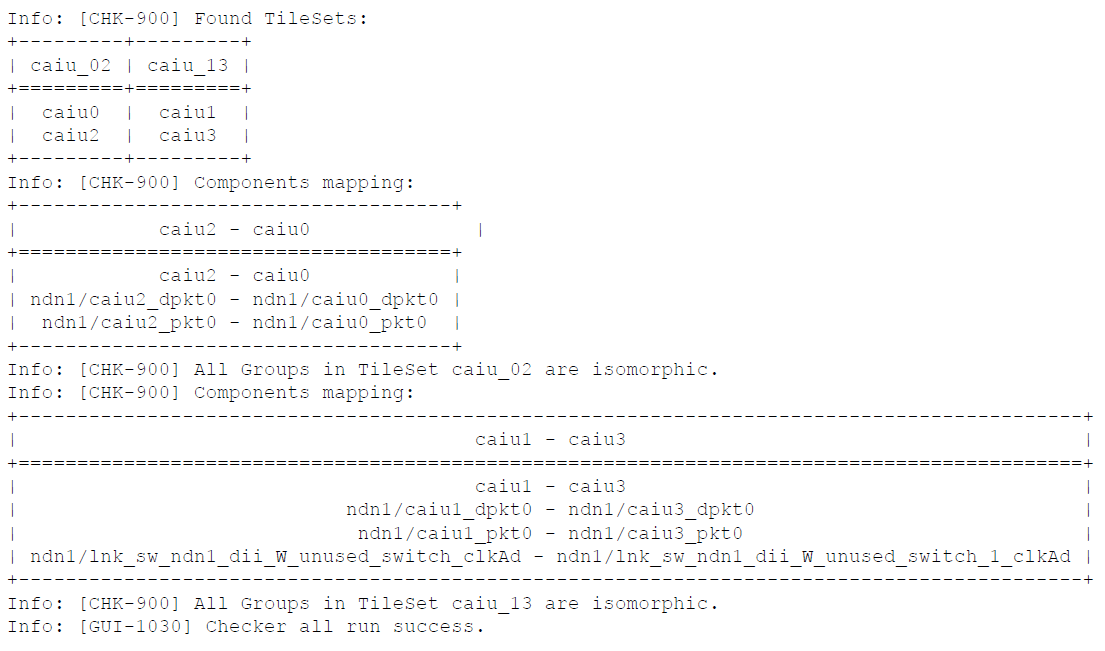 Info: [CHK-900] Found TileSets:
+---------+---------+
| caiu_02 | caiu_13 |
+=========+=========+
|  caiu0  |  caiu1  |
|  caiu2  |  caiu3  |
+---------+---------+
Info: [CHK-900] Components mapping:
+-------------------------------------+
|            caiu2 - caiu0              |
+=====================================+
|            caiu2 - caiu0            |
| ndn1/caiu2_dpkt0 - ndn1/caiu0_dpkt0 |
|  ndn1/caiu2_pkt0 - ndn1/caiu0_pkt0  |
+-------------------------------------+
Info: [CHK-900] All Groups in TileSet caiu_02 are isomorphic.
Info: [CHK-900] Components mapping:
+-------------------------------------------------------------------------------------------+
|                                       caiu1 - caiu3                                       |
+===========================================================================================+
|                                       caiu1 - caiu3                                       |
|                            ndn1/caiu1_dpkt0 - ndn1/caiu3_dpkt0                            |
|                             ndn1/caiu1_pkt0 - ndn1/caiu3_pkt0                             |
| ndn1/lnk_sw_ndn1_dii_W_unused_switch_clkAd - ndn1/lnk_sw_ndn1_dii_W_unused_switch_1_clkAd |
+-------------------------------------------------------------------------------------------+
Info: [CHK-900] All Groups in TileSet caiu_13 are isomorphic.
Info: [GUI-1030] Checker all run success.